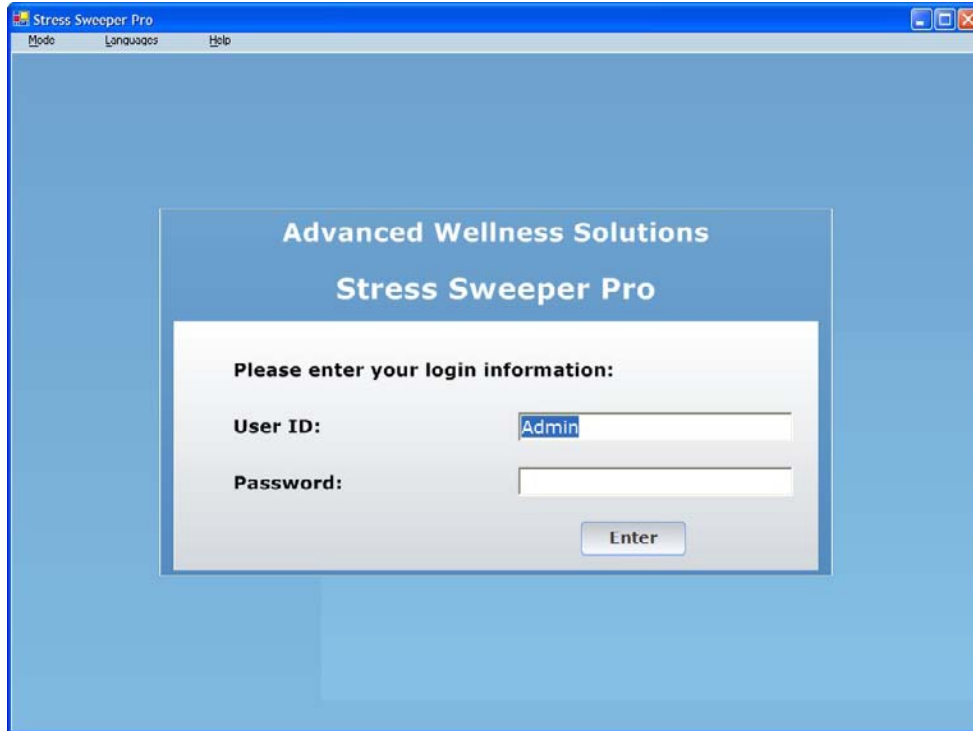 Stress Sweeper Pro
Mode Languages Help
Advanced Wellness Solutions
Stress Sweeper Pro
Please enter your login information:
User ID: Admin
Password:
Enter